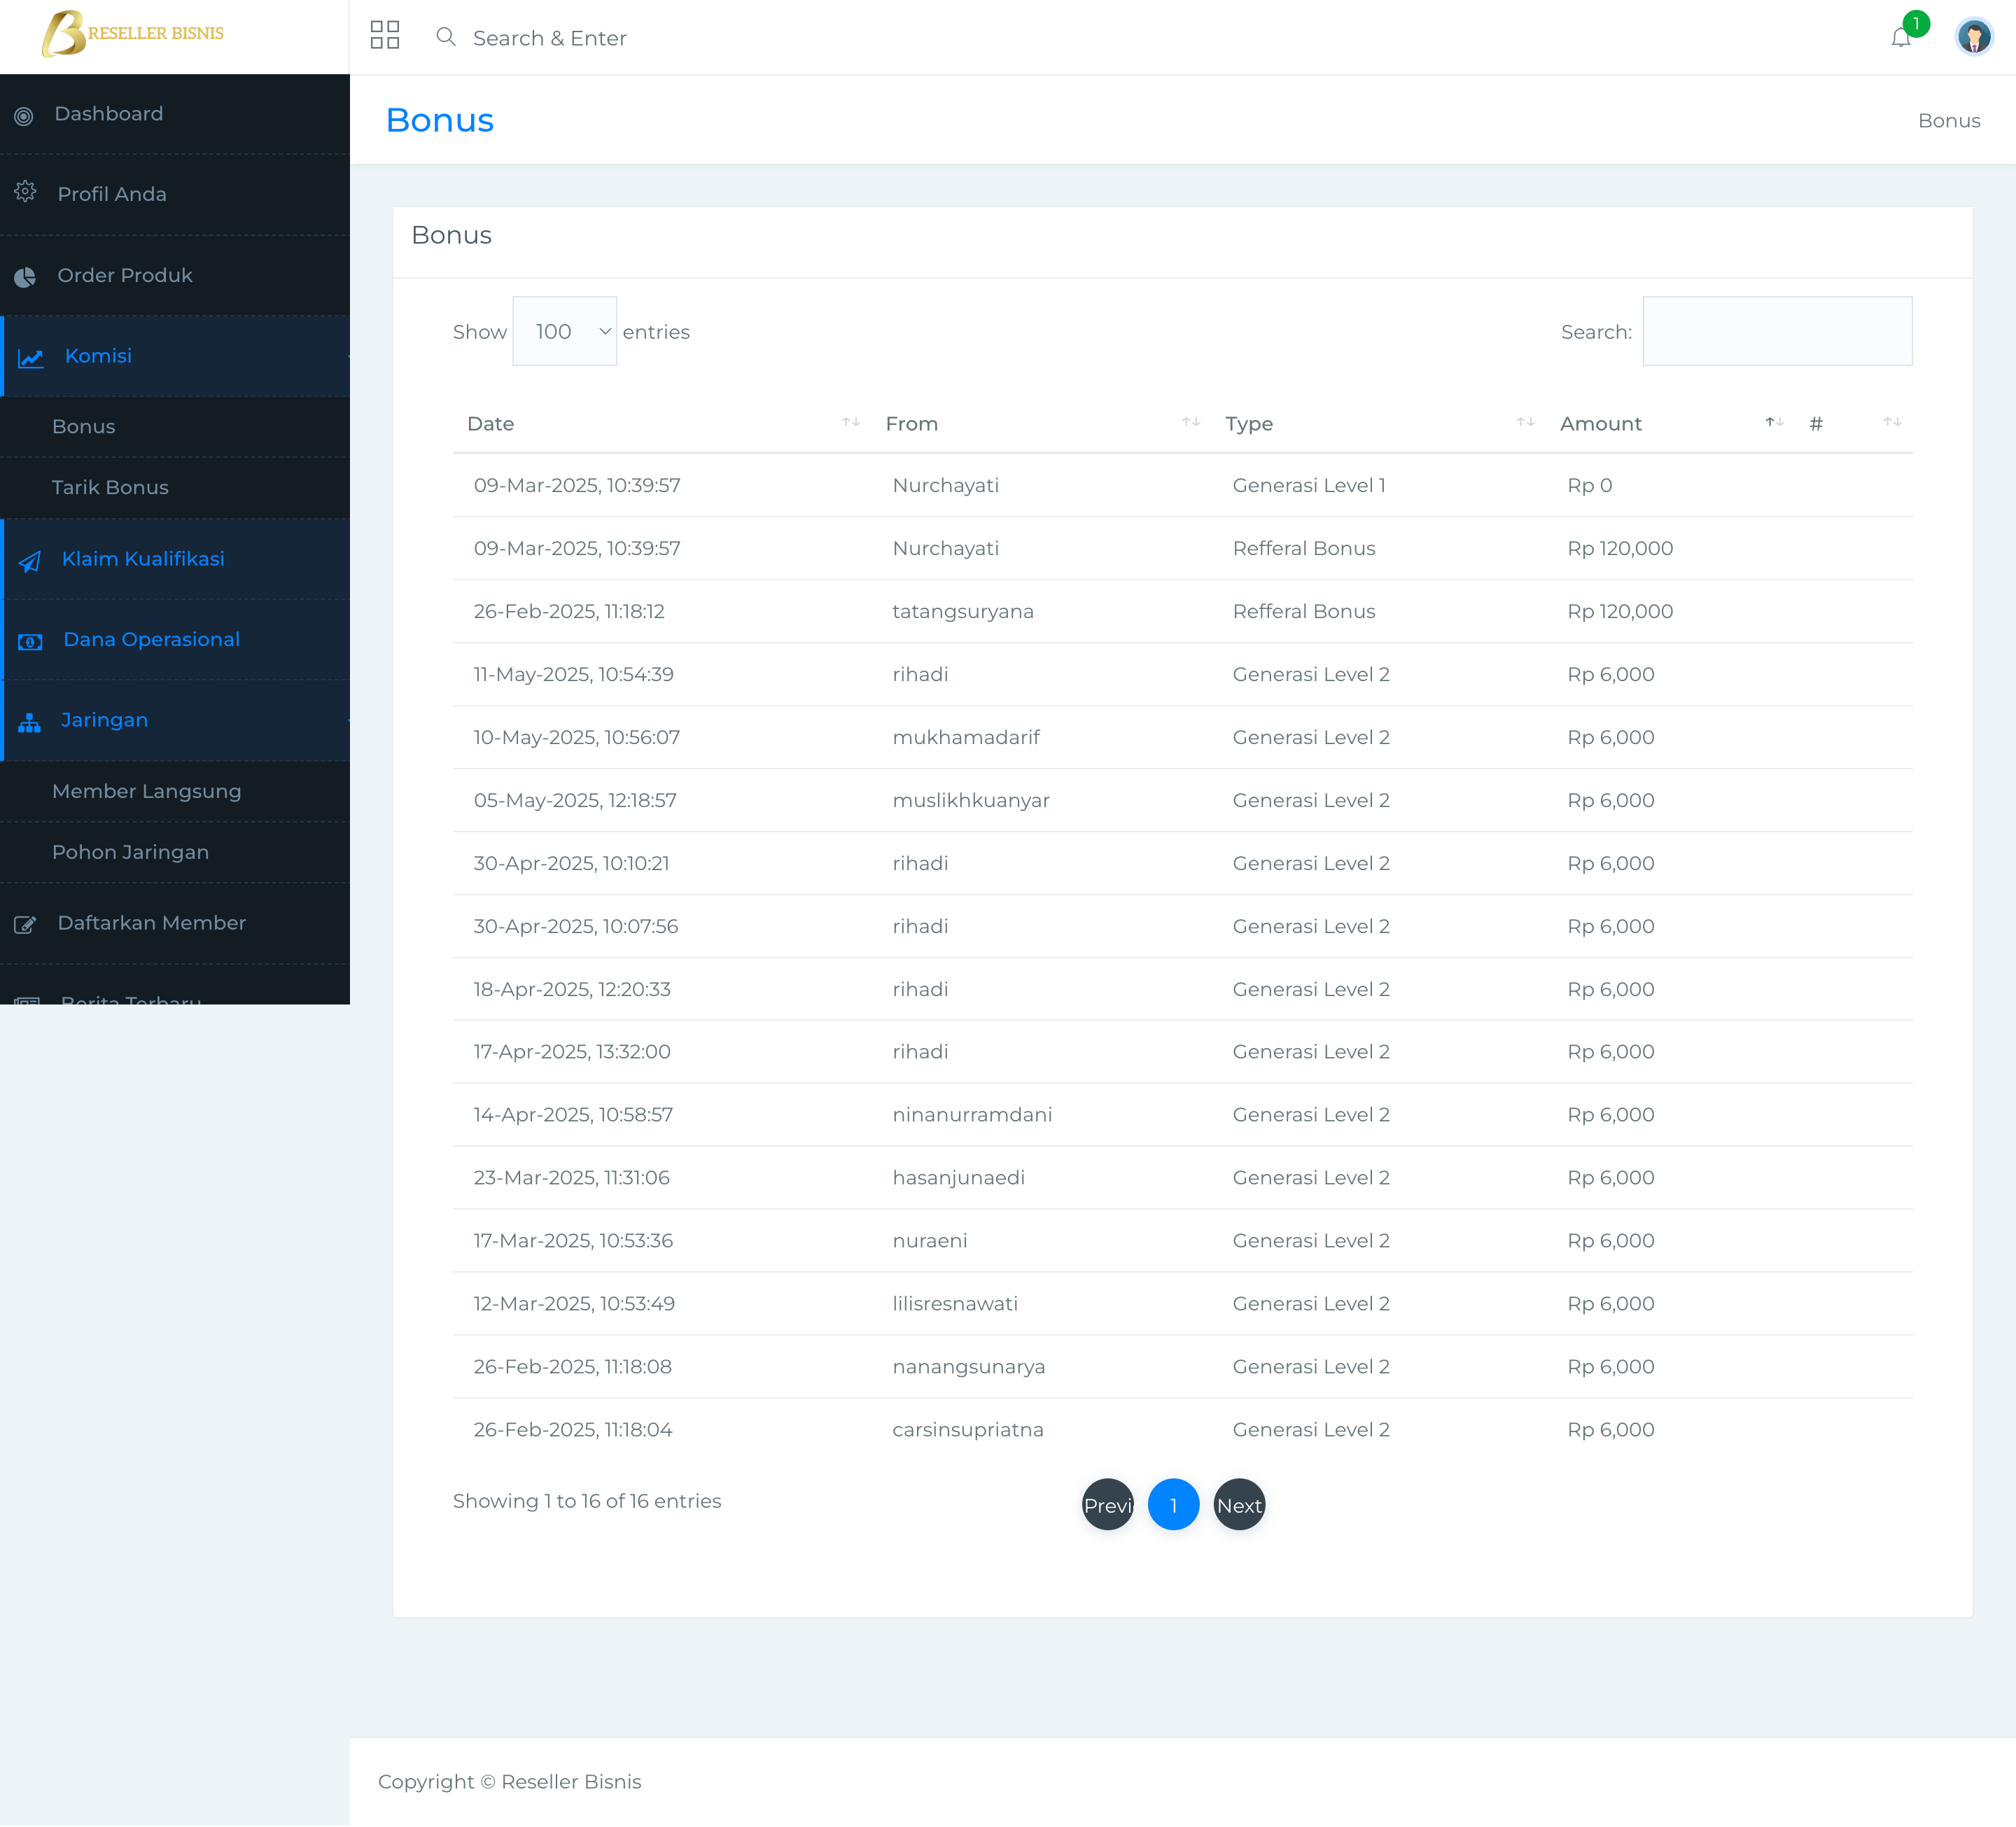 B RESELLER BISNIS
Search & Enter
1
Dashboard
Profil Anda
Order Produk
Komisi
Bonus
Tarik Bonus
Klaim Kualifikasi
Dana Operasional
Jaringan
Member Langsung
Pohon Jaringan
Daftarkan Member
Berita Terbaru
Bonus
Bonus
Bonus
Show 100 entries
Search:
Date From Type Amount #
09-Mar-2025, 10:39:57 Nurchayati Generasi Level 1 Rp 0
09-Mar-2025, 10:39:57 Nurchayati Refferal Bonus Rp 120,000
26-Feb-2025, 11:18:12 tatangsuryana Refferal Bonus Rp 120,000
11-May-2025, 10:54:39 rihadi Generasi Level 2 Rp 6,000
10-May-2025, 10:56:07 mukhamadarif Generasi Level 2 Rp 6,000
05-May-2025, 12:18:57 muslikhkuanyar Generasi Level 2 Rp 6,000
30-Apr-2025, 10:10:21 rihadi Generasi Level 2 Rp 6,000
30-Apr-2025, 10:07:56 rihadi Generasi Level 2 Rp 6,000
18-Apr-2025, 12:20:33 rihadi Generasi Level 2 Rp 6,000
17-Apr-2025, 13:32:00 rihadi Generasi Level 2 Rp 6,000
14-Apr-2025, 10:58:57 ninanurramdani Generasi Level 2 Rp 6,000
23-Mar-2025, 11:31:06 hasanjunaedi Generasi Level 2 Rp 6,000
17-Mar-2025, 10:53:36 nuraeni Generasi Level 2 Rp 6,000
12-Mar-2025, 10:53:49 lilisresnawati Generasi Level 2 Rp 6,000
26-Feb-2025, 11:18:08 nanangsunarya Generasi Level 2 Rp 6,000
26-Feb-2025, 11:18:04 carsinsupriatna Generasi Level 2 Rp 6,000
Showing 1 to 16 of 16 entries
Previ 1 Next
Copyright © Reseller Bisnis